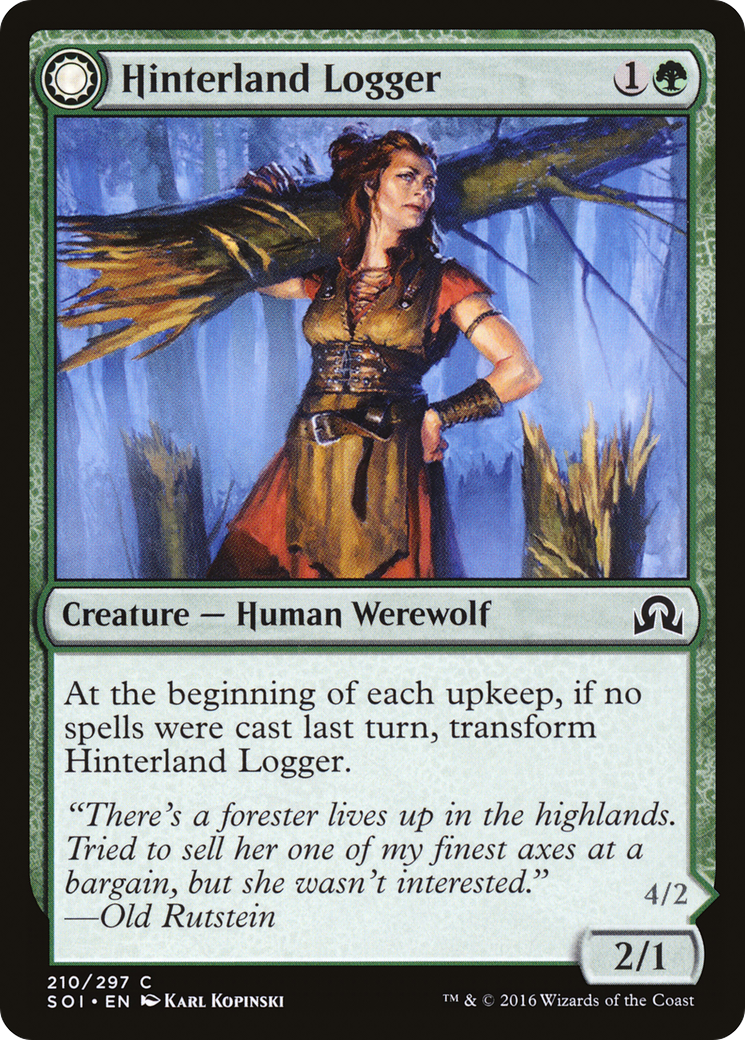 Hinterland Logger 1
Creature — Human Werewolf
At the beginning of each upkeep, if no
spells were cast last turn, transform
Hinterland Logger.
“There’s a forester lives up in the highlands.
Tried to sell her one of my finest axes at a
bargain, but she wasn’t interested.”
—Old Rutstein
4/2
2/1
210/297 C
SOI • EN Karl Kopinski
™ & © 2016 Wizards of the Coast